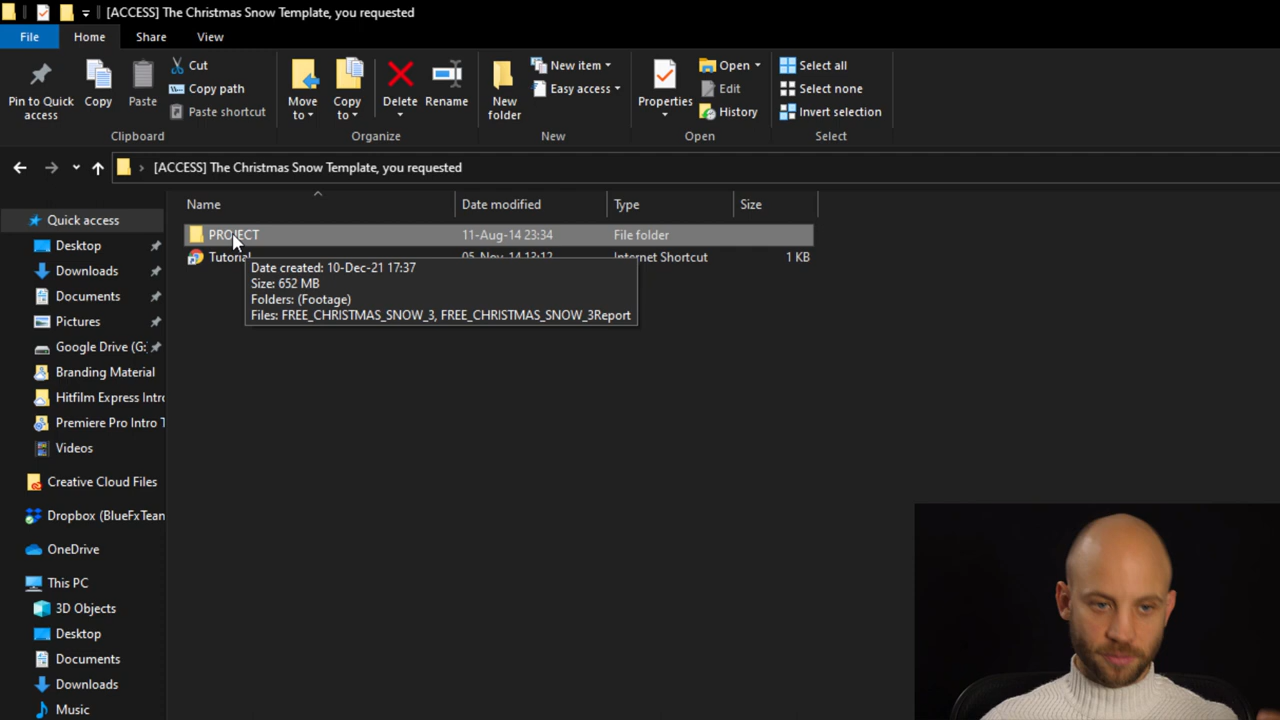 [ACCESS] The Christmas Snow Template, you requested
File Home Share View
Pin to Quick access
Copy
Paste
Cut
Copy path
Paste shortcut
Clipboard
Move to
Copy to
Delete
Rename
Organize
New folder
New item
Easy access
New
Properties
Open
Edit
History
Open
Select all
Select none
Invert selection
Select
[ACCESS] The Christmas Snow Template, you requested
Name Date modified Type Size
PROJECT 11-Aug-14 23:34 File folder
Tutorial 05-Nov-14 13:12 Internet Shortcut 1 KB
Date created: 10-Dec-21 17:37
Size: 652 MB
Folders: (Footage)
Files: FREE_CHRISTMAS_SNOW_3, FREE_CHRISTMAS_SNOW_3Report
Quick access
Desktop
Downloads
Documents
Pictures
Google Drive (G:
Branding Material
Hitfilm Express Intro
Premiere Pro Intro T
Videos
Creative Cloud Files
Dropbox (BlueFxTean
OneDrive
This PC
3D Objects
Desktop
Documents
Downloads
Music